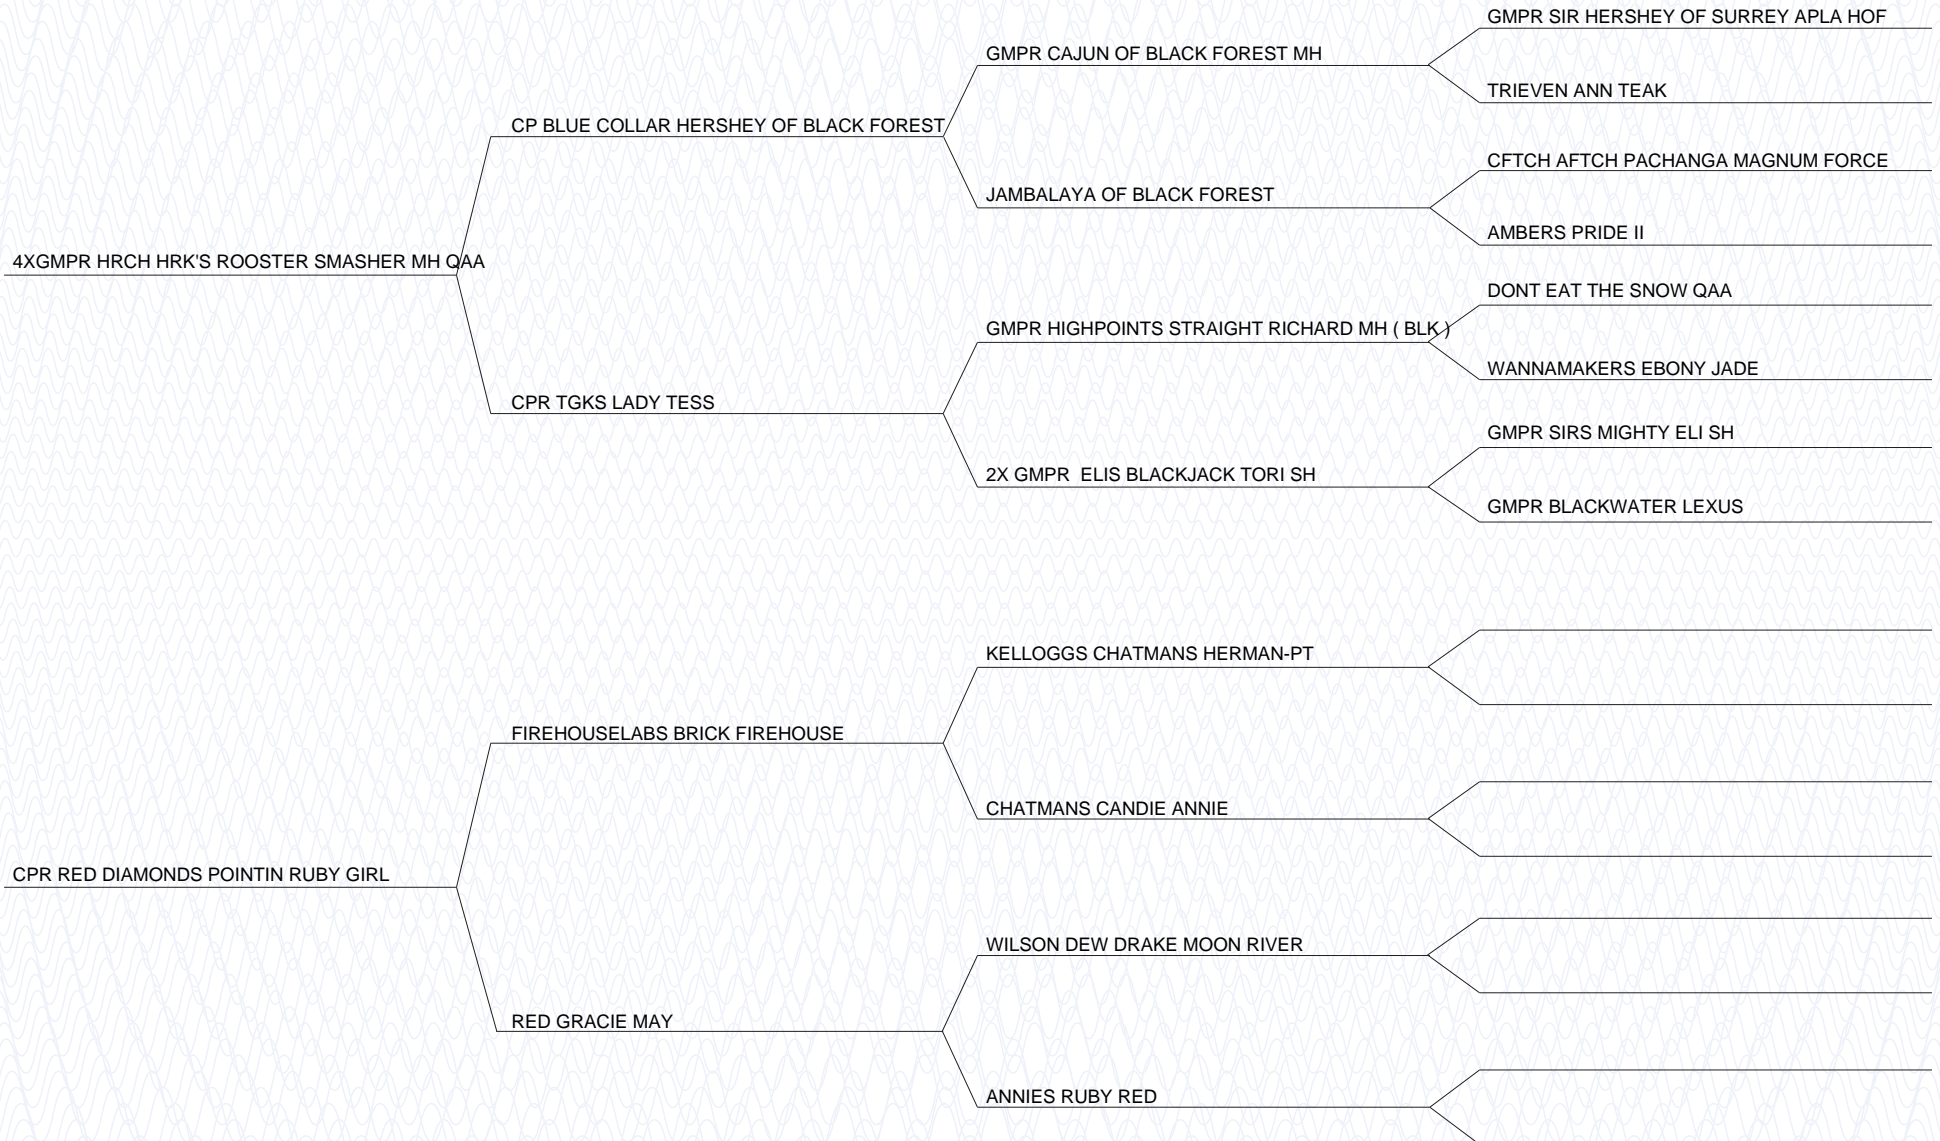 GMPR SIR HERSHEY OF SURREY APLA HOF
GMPR CAJUN OF BLACK FOREST MH
TRIEVEN ANN TEAK
CP BLUE COLLAR HERSHEY OF BLACK FOREST
CFTCH AFTCH PACHANGA MAGNUM FORCE
JAMBALAYA OF BLACK FOREST
AMBERS PRIDE II
4XGMPR HRCH HRK'S ROOSTER SMASHER MH QAA
DONT EAT THE SNOW QAA
GMPR HIGHPOINTS STRAIGHT RICHARD MH ( BLK )
WANNAMAKERS EBONY JADE
CPR TGKS LADY TESS
GMPR SIRS MIGHTY ELI SH
2X GMPR  ELIS BLACKJACK TORI SH
GMPR BLACKWATER LEXUS
KELLOGGS CHATMANS HERMAN-PT
FIREHOUSELABS BRICK FIREHOUSE
CHATMANS CANDIE ANNIE
CPR RED DIAMONDS POINTIN RUBY GIRL
WILSON DEW DRAKE MOON RIVER
RED GRACIE MAY
ANNIES RUBY RED